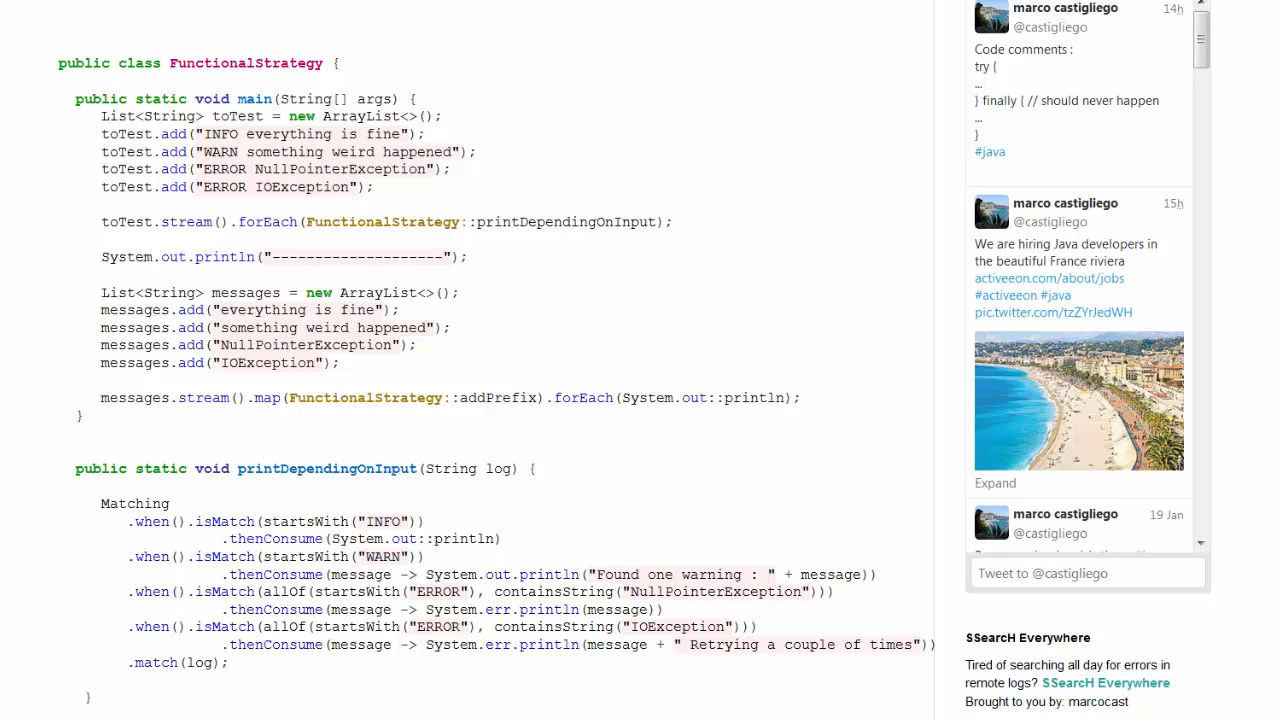 public class FunctionalStrategy {
public static void main(String[] args) {
List<String> toTest = new ArrayList<>();
toTest.add("INFO everything is fine");
toTest.add("WARN something weird happened");
toTest.add("ERROR NullPointerException");
toTest.add("ERROR IOException");
toTest.stream().forEach(FunctionalStrategy::printDependingOnInput);
System.out.println("--------------------");
List<String> messages = new ArrayList<>();
messages.add("everything is fine");
messages.add("something weird happened");
messages.add("NullPointerException");
messages.add("IOException");
messages.stream().map(FunctionalStrategy::addPrefix).forEach(System.out::println);
}
public static void printDependingOnInput(String log) {
Matching
.when().isMatch(startsWith("INFO"))
.thenConsume(System.out::println)
.when().isMatch(startsWith("WARN"))
.thenConsume(message -> System.out.println("Found one warning : " + message))
.when().isMatch(allOf(startsWith("ERROR"), containsString("NullPointerException")))
.thenConsume(message -> System.err.println(message))
.when().isMatch(allOf(startsWith("ERROR"), containsString("IOException")))
.thenConsume(message -> System.err.println(message + " Retrying a couple of times"))
.match(log);
}
marco castigliego 14h
@castigliego
Code comments :
try {
...
} finally { // should never happen
...
}
#java
marco castigliego 15h
@castigliego
We are hiring Java developers in
the beautiful France riviera
activeeon.com/about/jobs
#activeeon #java
pic.twitter.com/tzZYrJedWH
Expand
marco castigliego 19 Jan
@castigliego
Tweet to @castigliego
SSearcH Everywhere
Tired of searching all day for errors in
remote logs? SSearcH Everywhere
Brought to you by: marcocast